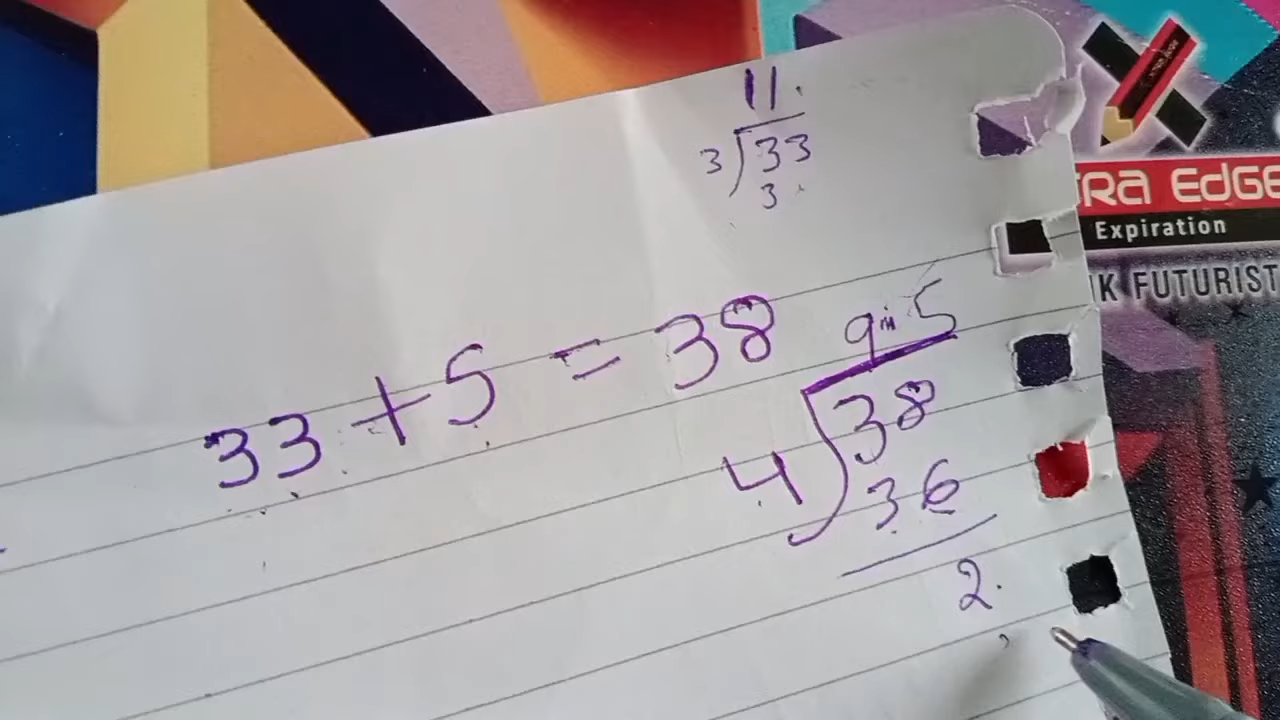 11.
3)33
3
33 + 5 = 38
9.5
4)38
36
2.
RA EDGE
Expiration
K FUTURIST